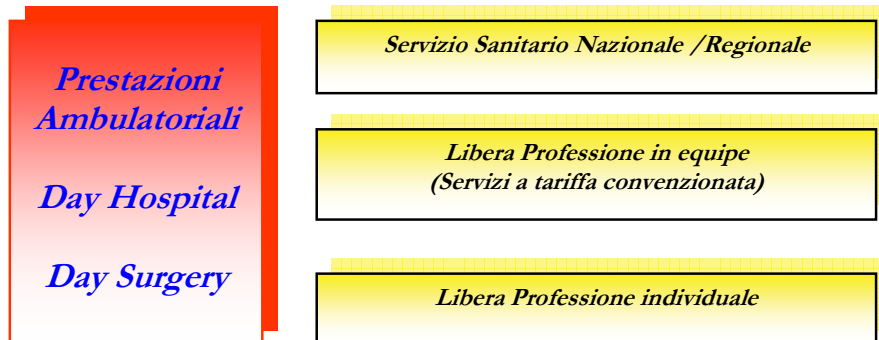 Prestazioni
Ambulatoriali
Day Hospital
Day Surgery
Servizio Sanitario Nazionale /Regionale
Libera Professione in equipe
(Servizi a tariffa convenzionata)
Libera Professione individuale